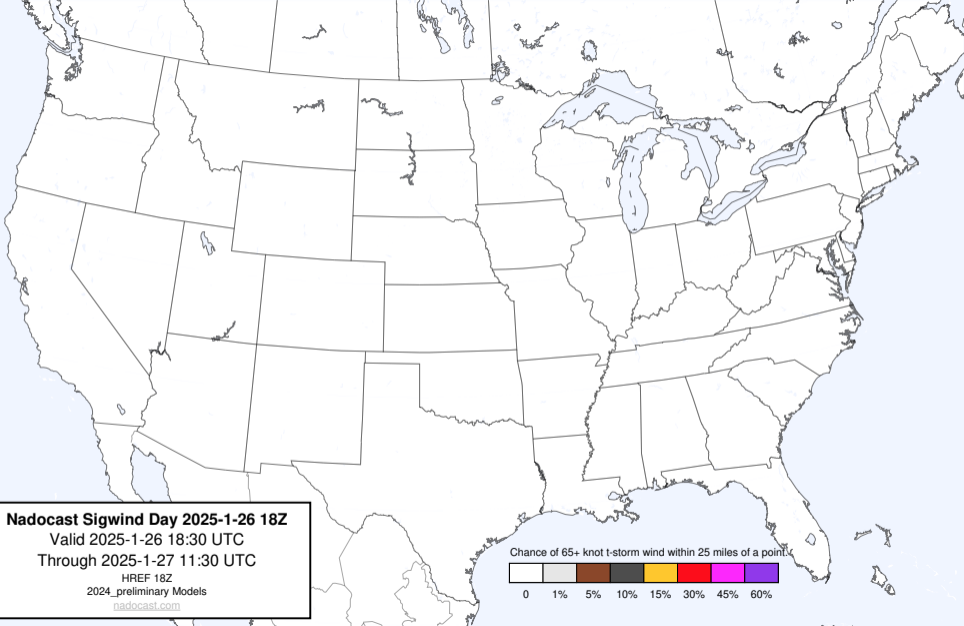 Nadocast Sigwind Day 2025-1-26 18Z
Valid 2025-1-26 18:30 UTC
Through 2025-1-27 11:30 UTC
HREF 18Z
2024_preliminary Models
nadocast.com
Chance of 65+ knot t-storm wind within 25 miles of a point.
0 1% 5% 10% 15% 30% 45% 60%